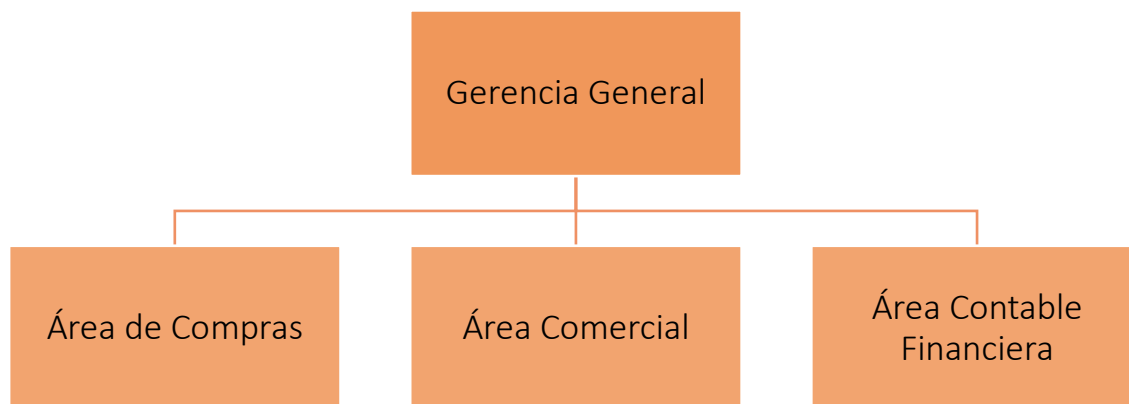 Gerencia General
Área de Compras
Área Comercial
Área Contable
Financiera